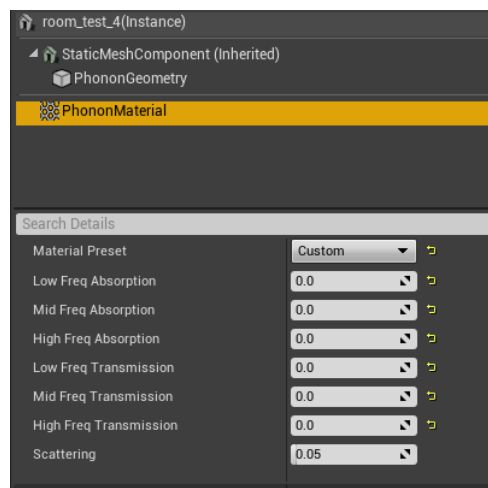 room_test_4(Instance)
StaticMeshComponent (Inherited)
PhononGeometry
PhononMaterial
Search Details
Material Preset Custom
Low Freq Absorption 0.0
Mid Freq Absorption 0.0
High Freq Absorption 0.0
Low Freq Transmission 0.0
Mid Freq Transmission 0.0
High Freq Transmission 0.0
Scattering 0.05